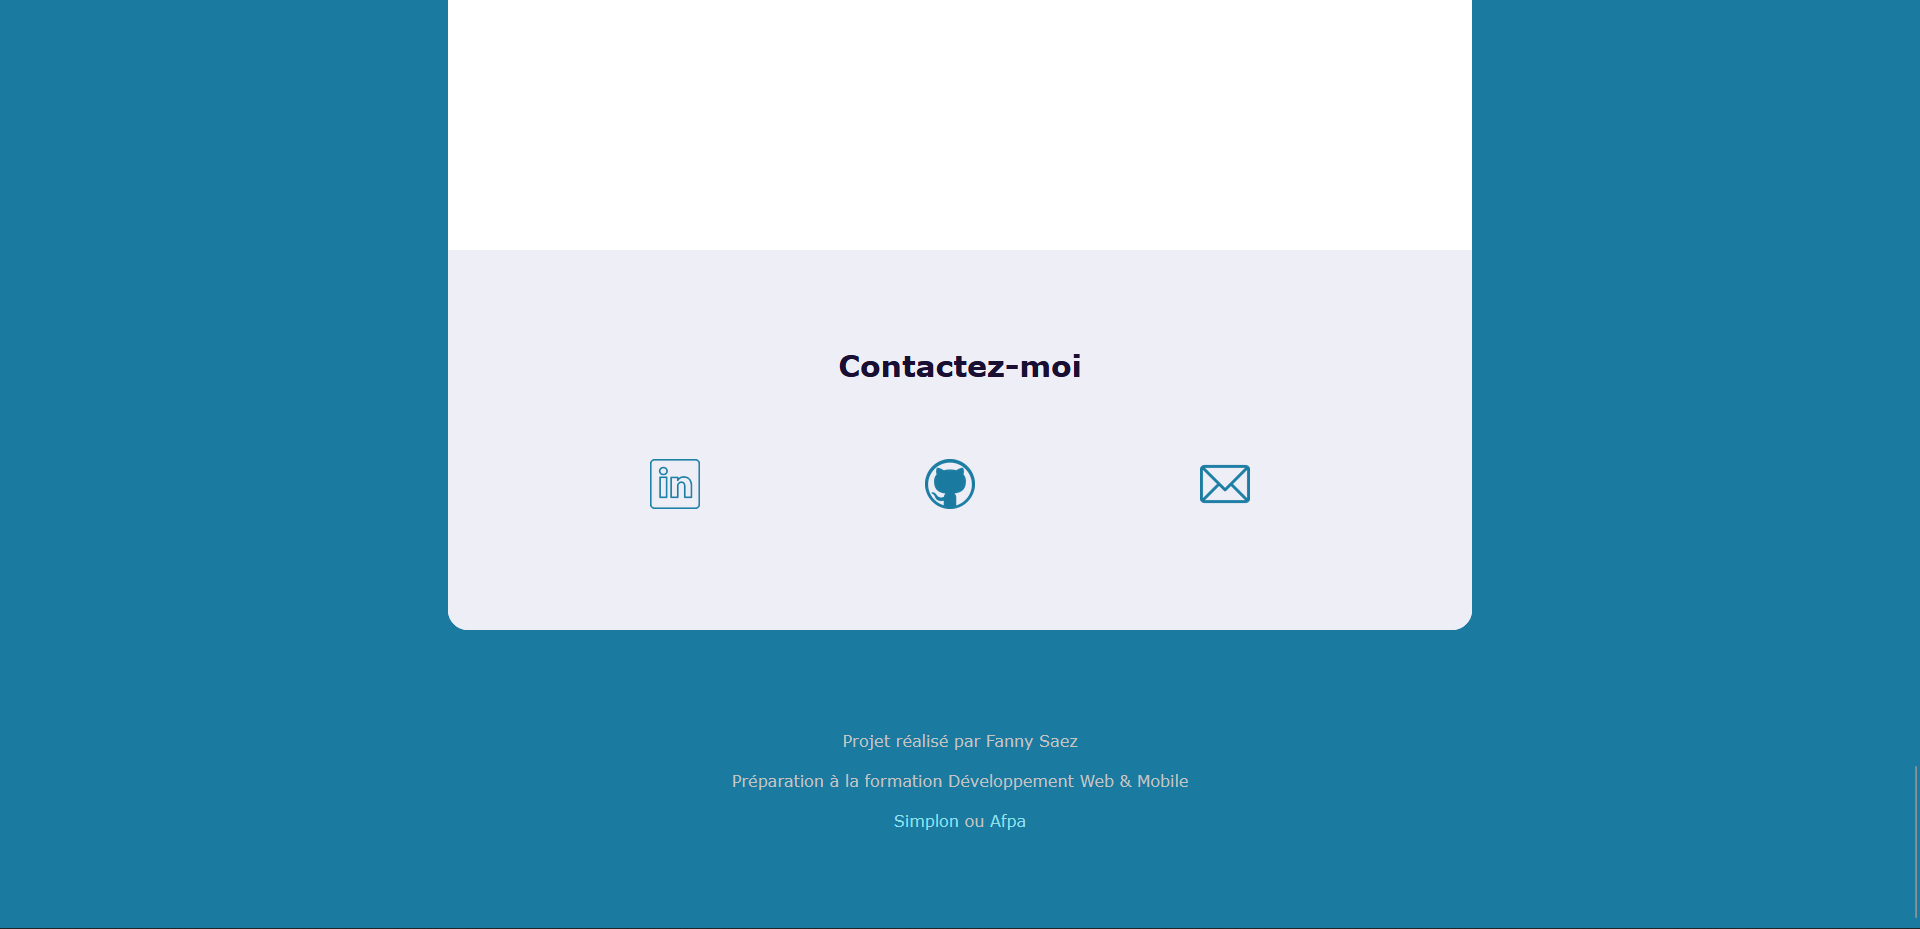 Contactez-moi
in
Projet réalisé par Fanny Saez
Préparation à la formation Développement Web & Mobile
Simplon ou Afpa